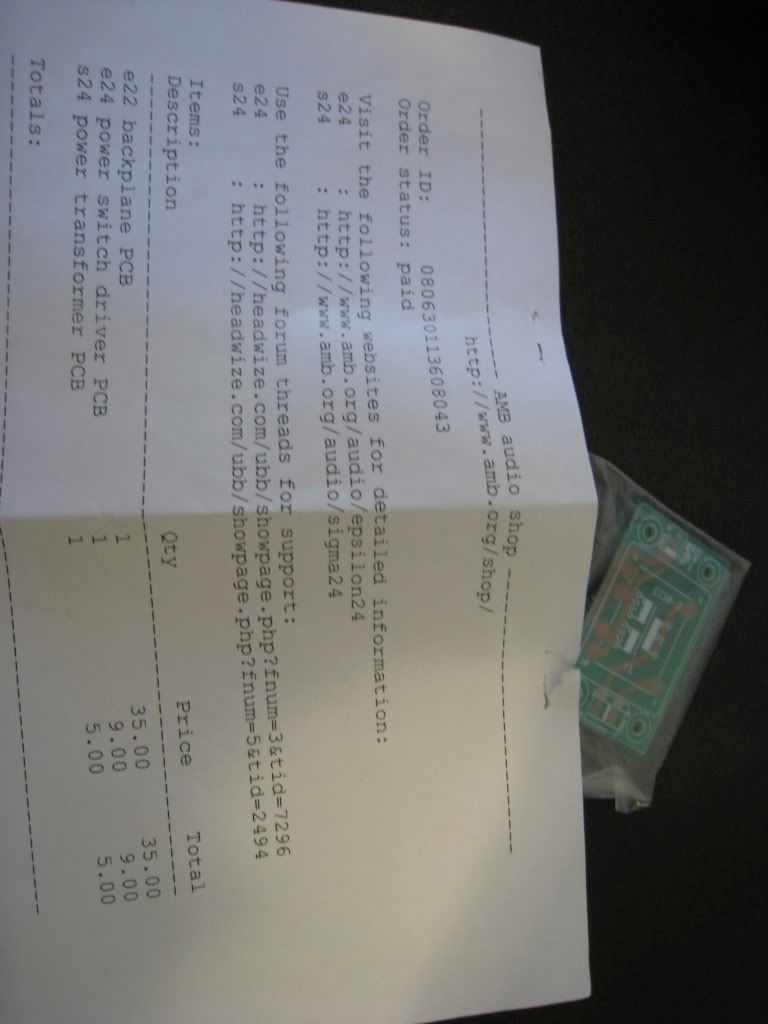 ---------------------- AMB audio shop ----------------------
http://www.amb.org/shop/
Order ID: 080630113608043
Order status: paid
Visit the following websites for detailed information:
e24 : http://www.amb.org/audio/epsilon24
s24 : http://www.amb.org/audio/sigma24
Use the following forum threads for support:
e24 : http://headwize.com/ubb/showpage.php?fnum=3&tid=7296
s24 : http://headwize.com/ubb/showpage.php?fnum=5&tid=2494
Items:
Description Qty Price Total
------------------------------------------------------------
e22 backplane PCB 1 35.00 35.00
e24 power switch driver PCB 1 9.00 9.00
s24 power transformer PCB 1 5.00 5.00
------------------------------------------------------------
Totals: